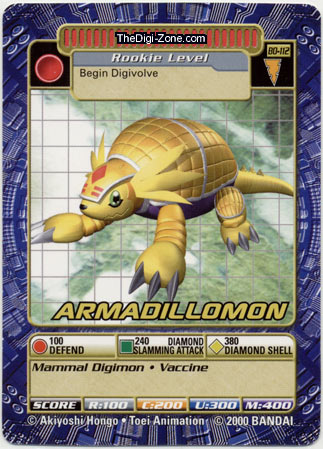 TheDigi-Zone.com
Rookie Level
BO-112
Begin Digivolve
ARMADILLOMON
100 DEFEND
240 DIAMOND SLAMMING ATTACK
380 DIAMOND SHELL
Mammal Digimon • Vaccine
SCORE R:100 C:200 U:300 M:400
© Akiyoshi Hongo • Toei Animation © 2000 BANDAI